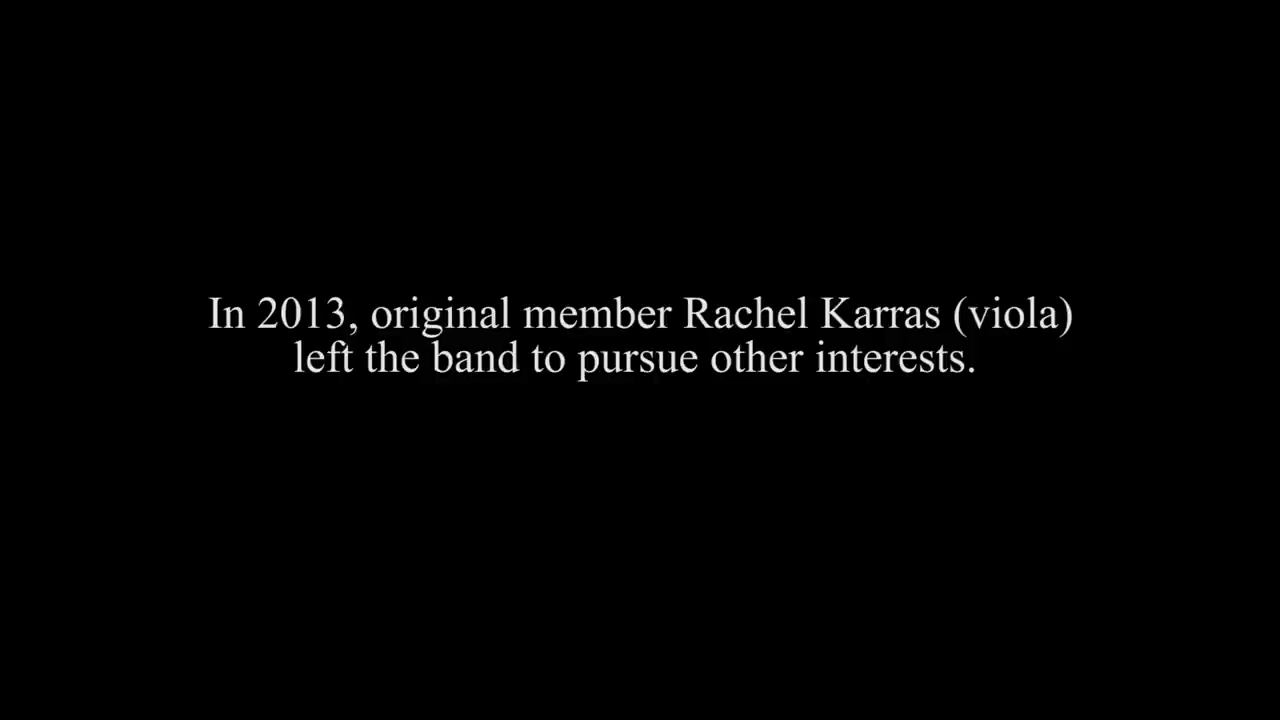 In 2013, original member Rachel Karras (viola)
left the band to pursue other interests.